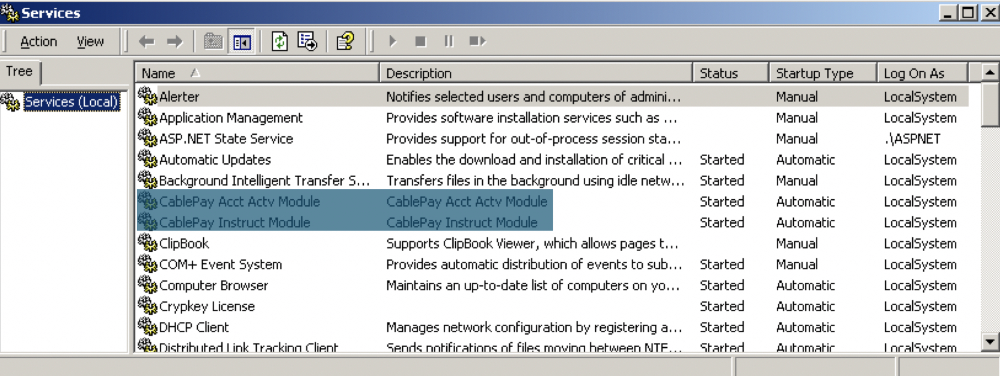 Services
Action View
Tree
Name Description Status Startup Type Log On As
Services (Local)
Alerter Notifies selected users and computers of admini... Manual LocalSystem
Application Management Provides software installation services such as ... Manual LocalSystem
ASP.NET State Service Provides support for out-of-process session sta... Manual .\ASPNET
Automatic Updates Enables the download and installation of critical ... Started Automatic LocalSystem
Background Intelligent Transfer S... Transfers files in the background using idle netw... Started Manual LocalSystem
CablePay Acct Actv Module CablePay Acct Actv Module Started Automatic LocalSystem
CablePay Instruct Module CablePay Instruct Module Started Automatic LocalSystem
ClipBook Supports ClipBook Viewer, which allows pages t... Manual LocalSystem
COM+ Event System Provides automatic distribution of events to sub... Started Manual LocalSystem
Computer Browser Maintains an up-to-date list of computers on yo... Started Automatic LocalSystem
Crypkey License Started Automatic LocalSystem
DHCP Client Manages network configuration by registering a... Started Automatic LocalSystem
Distributed Link Tracking Client Sends notifications of files moving between NTF... Started Automatic LocalSystem